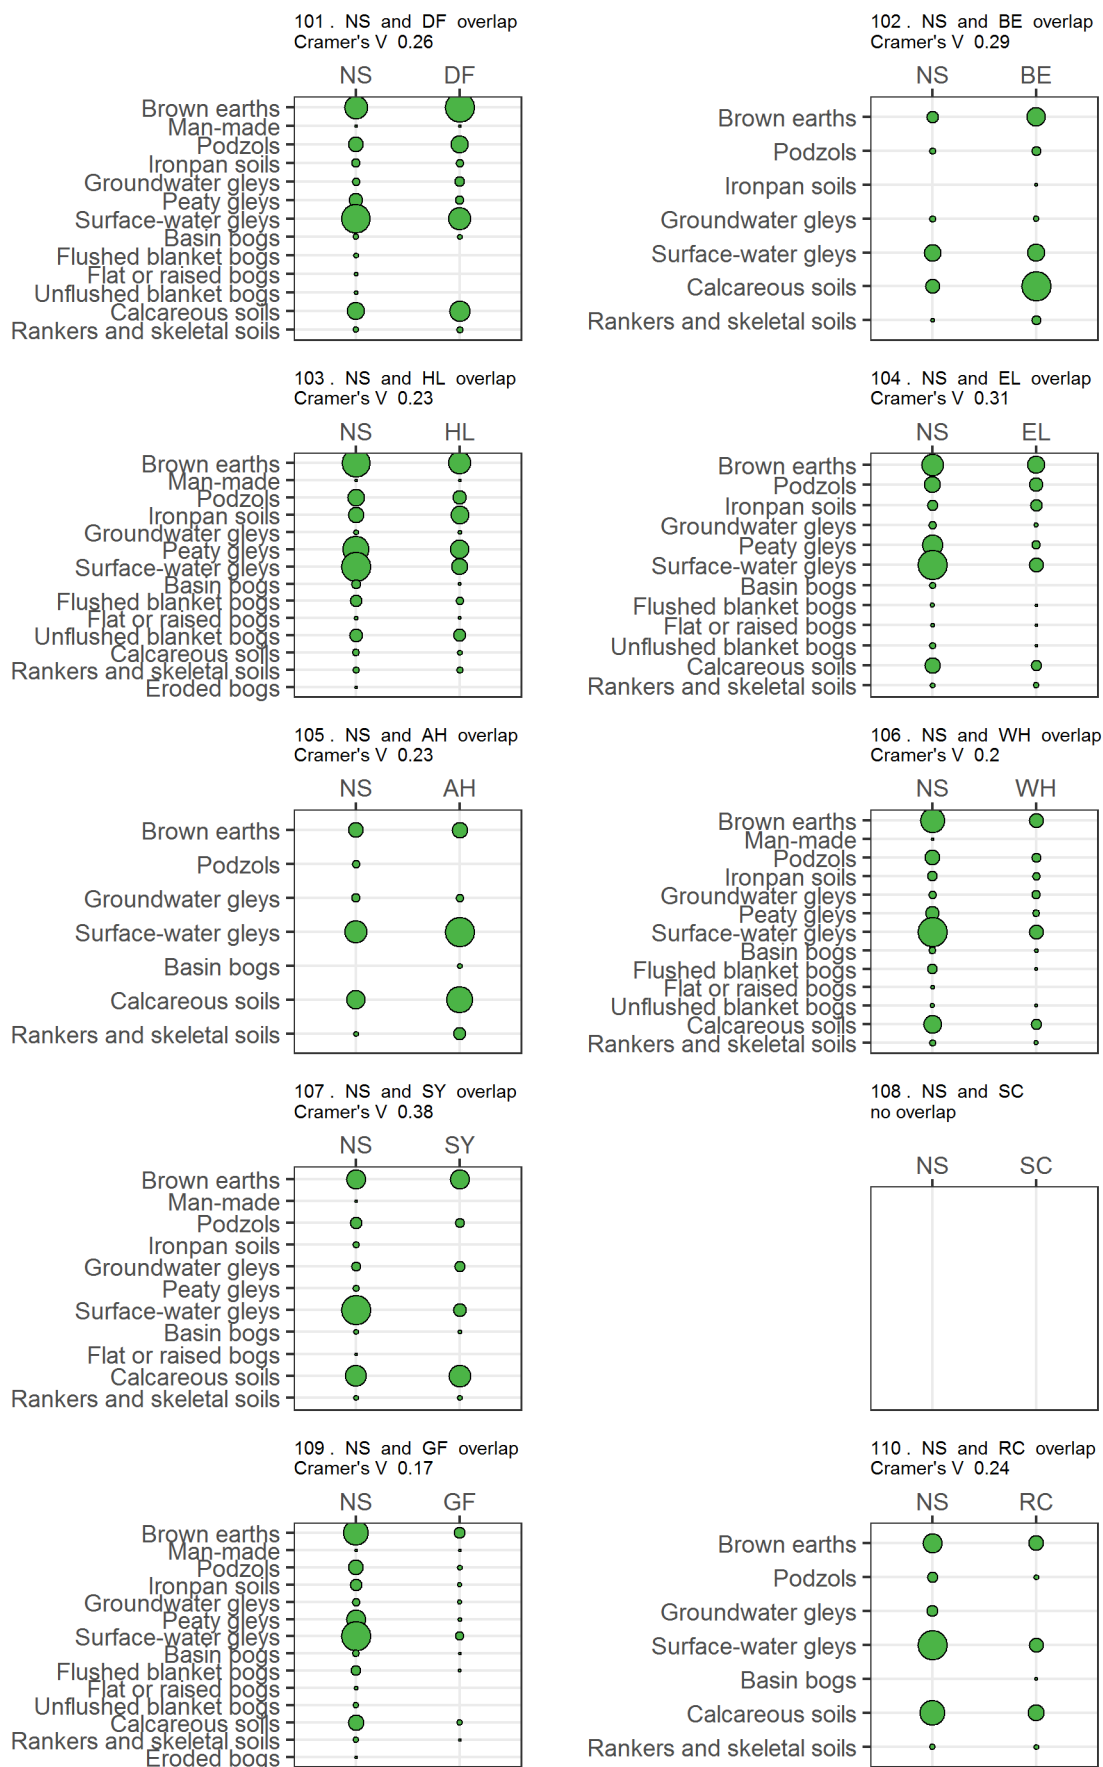 101 . NS and DF overlap
Cramer's V 0.26
NS DF
Brown earths
Man-made
Podzols
Ironpan soils
Groundwater gleys
Peaty gleys
Surface-water gleys
Basin bogs
Flushed blanket bogs
Flat or raised bogs
Unflushed blanket bogs
Calcareous soils
Rankers and skeletal soils
102 . NS and BE overlap
Cramer's V 0.29
NS BE
Brown earths
Podzols
Ironpan soils
Groundwater gleys
Surface-water gleys
Calcareous soils
Rankers and skeletal soils
103 . NS and HL overlap
Cramer's V 0.23
NS HL
Brown earths
Man-made
Podzols
Ironpan soils
Groundwater gleys
Peaty gleys
Surface-water gleys
Basin bogs
Flushed blanket bogs
Flat or raised bogs
Unflushed blanket bogs
Calcareous soils
Rankers and skeletal soils
Eroded bogs
104 . NS and EL overlap
Cramer's V 0.31
NS EL
Brown earths
Podzols
Ironpan soils
Groundwater gleys
Peaty gleys
Surface-water gleys
Basin bogs
Flushed blanket bogs
Flat or raised bogs
Unflushed blanket bogs
Calcareous soils
Rankers and skeletal soils
105 . NS and AH overlap
Cramer's V 0.23
NS AH
Brown earths
Podzols
Groundwater gleys
Surface-water gleys
Basin bogs
Calcareous soils
Rankers and skeletal soils
106 . NS and WH overlap
Cramer's V 0.2
NS WH
Brown earths
Man-made
Podzols
Ironpan soils
Groundwater gleys
Peaty gleys
Surface-water gleys
Basin bogs
Flushed blanket bogs
Flat or raised bogs
Unflushed blanket bogs
Calcareous soils
Rankers and skeletal soils
107 . NS and SY overlap
Cramer's V 0.38
NS SY
Brown earths
Man-made
Podzols
Ironpan soils
Groundwater gleys
Peaty gleys
Surface-water gleys
Basin bogs
Flat or raised bogs
Calcareous soils
Rankers and skeletal soils
108 . NS and SC
no overlap
NS SC
109 . NS and GF overlap
Cramer's V 0.17
NS GF
Brown earths
Man-made
Podzols
Ironpan soils
Groundwater gleys
Peaty gleys
Surface-water gleys
Basin bogs
Flushed blanket bogs
Flat or raised bogs
Unflushed blanket bogs
Calcareous soils
Rankers and skeletal soils
Eroded bogs
110 . NS and RC overlap
Cramer's V 0.24
NS RC
Brown earths
Podzols
Groundwater gleys
Surface-water gleys
Basin bogs
Calcareous soils
Rankers and skeletal soils